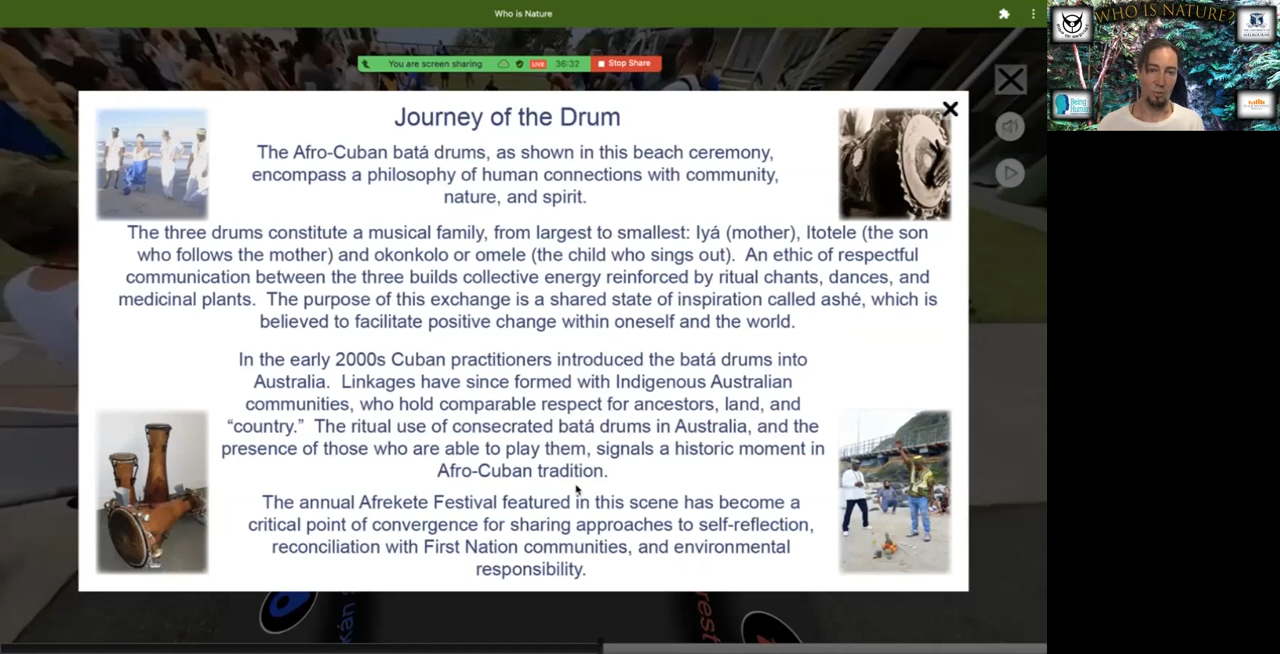 Who is Nature
WHO IS NATURE?
You are screen sharing LIVE 36:32 Stop Share
Journey of the Drum
The Afro-Cuban batá drums, as shown in this beach ceremony,
encompass a philosophy of human connections with community,
nature, and spirit.
The three drums constitute a musical family, from largest to smallest: Iyá (mother), Itotele (the son
who follows the mother) and okonkolo or omele (the child who sings out).  An ethic of respectful
communication between the three builds collective energy reinforced by ritual chants, dances, and
medicinal plants.  The purpose of this exchange is a shared state of inspiration called ashé, which is
believed to facilitate positive change within oneself and the world.
In the early 2000s Cuban practitioners introduced the batá drums into
Australia.  Linkages have since formed with Indigenous Australian
communities, who hold comparable respect for ancestors, land, and
“country.”  The ritual use of consecrated batá drums in Australia, and the
presence of those who are able to play them, signals a historic moment in
Afro-Cuban tradition.
The annual Afrekete Festival featured in this scene has become a
critical point of convergence for sharing approaches to self-reflection,
reconciliation with First Nation communities, and environmental
responsibility.
Being
Human
MELBOURNE